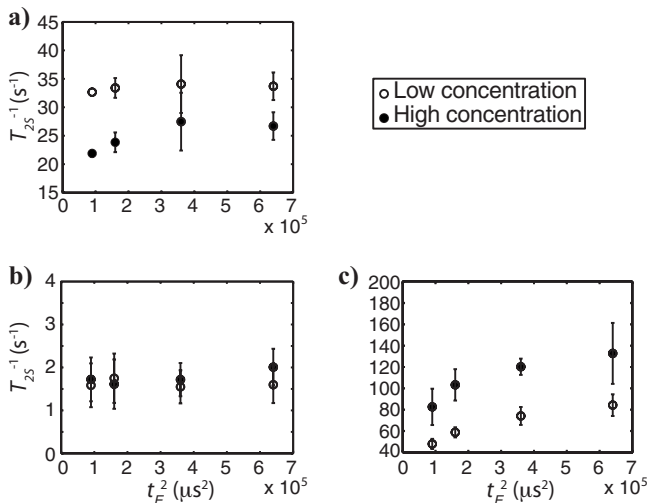 a)
T2S-1 (s-1)
45
40
35
30
25
20
15
0 1 2 3 4 5 6 7
x 10^5
Low concentration
High concentration
b)
T2S-1 (s-1)
4
3
2
1
0
0 1 2 3 4 5 6 7
x 10^5
tE2 (μs2)
c)
200
180
160
140
120
100
80
60
40
0 1 2 3 4 5 6 7
x 10^5
tE2 (μs2)